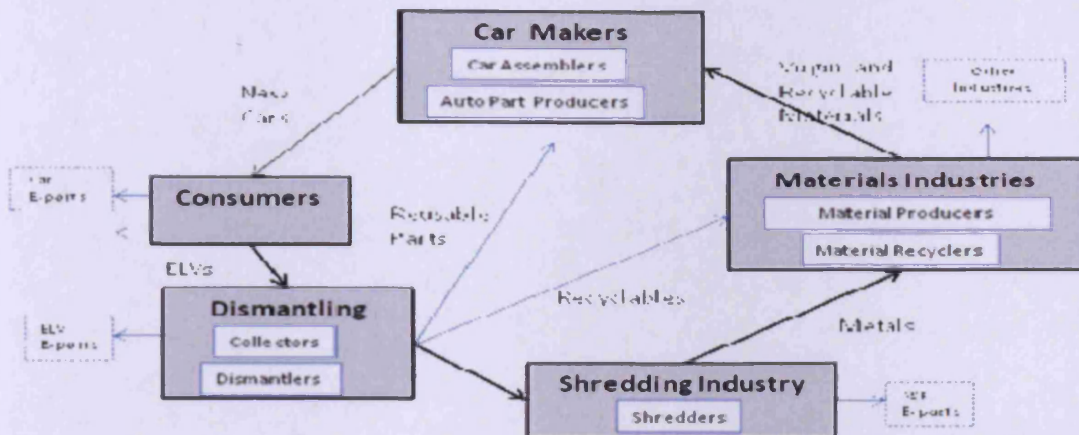 Car Makers
Car Assemblers
Auto Part Producers
New
Cars
Virgin and
Recyclable
Materials
Other
Industries
Car
Exports
Consumers
Materials Industries
Material Producers
Material Recyclers
Reusable
Parts
ELVs
Recyclables
Dismantling
Collectors
Dismantlers
ELV
Exports
Metals
Shredding Industry
Shredders
Exports